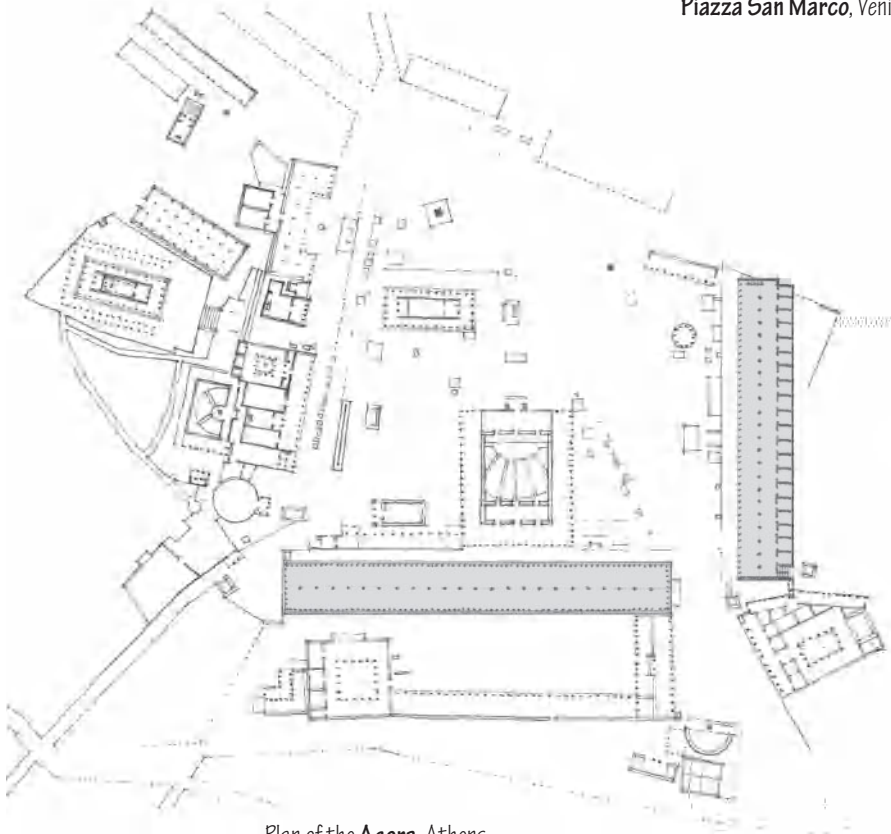 Piazza San Marco, Veni
Plan of the Agora, Athens